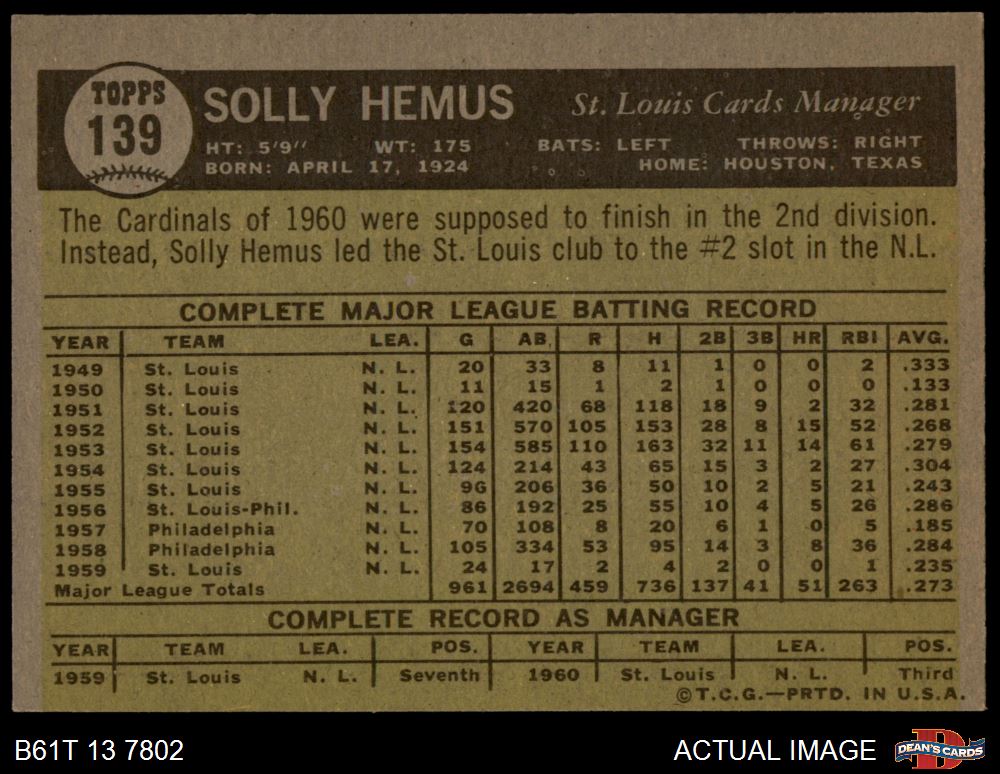 TOPPS
139
SOLLY HEMUS St. Louis Cards Manager
HT: 5'9" WT: 175 BATS: LEFT THROWS: RIGHT
BORN: APRIL 17, 1924 HOME: HOUSTON, TEXAS
The Cardinals of 1960 were supposed to finish in the 2nd division.
Instead, Solly Hemus led the St. Louis club to the #2 slot in the N.L.
COMPLETE MAJOR LEAGUE BATTING RECORD
YEAR TEAM LEA. G AB R H 2B 3B HR RBI AVG.
1949 St. Louis N. L. 20 33 8 11 1 0 0 2 .333
1950 St. Louis N. L. 11 15 1 2 1 0 0 0 .133
1951 St. Louis N. L. 120 420 68 118 18 9 2 32 .281
1952 St. Louis N. L. 151 570 105 153 28 8 15 52 .268
1953 St. Louis N. L. 154 585 110 163 32 11 14 61 .279
1954 St. Louis N. L. 124 214 43 65 15 3 2 27 .304
1955 St. Louis N. L. 96 206 36 50 10 2 5 21 .243
1956 St. Louis-Phil. N. L. 86 192 25 55 10 4 5 26 .286
1957 Philadelphia N. L. 70 108 8 20 6 1 0 5 .185
1958 Philadelphia N. L. 105 334 53 95 14 3 8 36 .284
1959 St. Louis N. L. 24 17 2 4 2 0 0 1 .235
Major League Totals 961 2694 459 736 137 41 51 263 .273
COMPLETE RECORD AS MANAGER
YEAR TEAM LEA. POS. YEAR TEAM LEA. POS.
1959 St. Louis N. L. Seventh 1960 St. Louis N. L. Third
©T.C.G.—PRTD. IN U.S.A.
B61T 13 7802 ACTUAL IMAGE DEAN'S CARDS